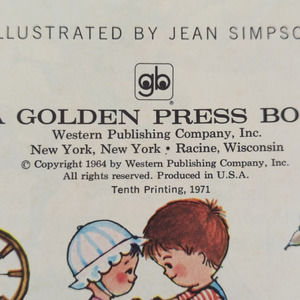 LLUSTRATED BY JEAN SIMPSO
gb
A GOLDEN PRESS BO
Western Publishing Company, Inc.
New York, New York • Racine, Wisconsin
© Copyright 1964 by Western Publishing Company, Inc.
All rights reserved. Produced in U.S.A.
Tenth Printing, 1971